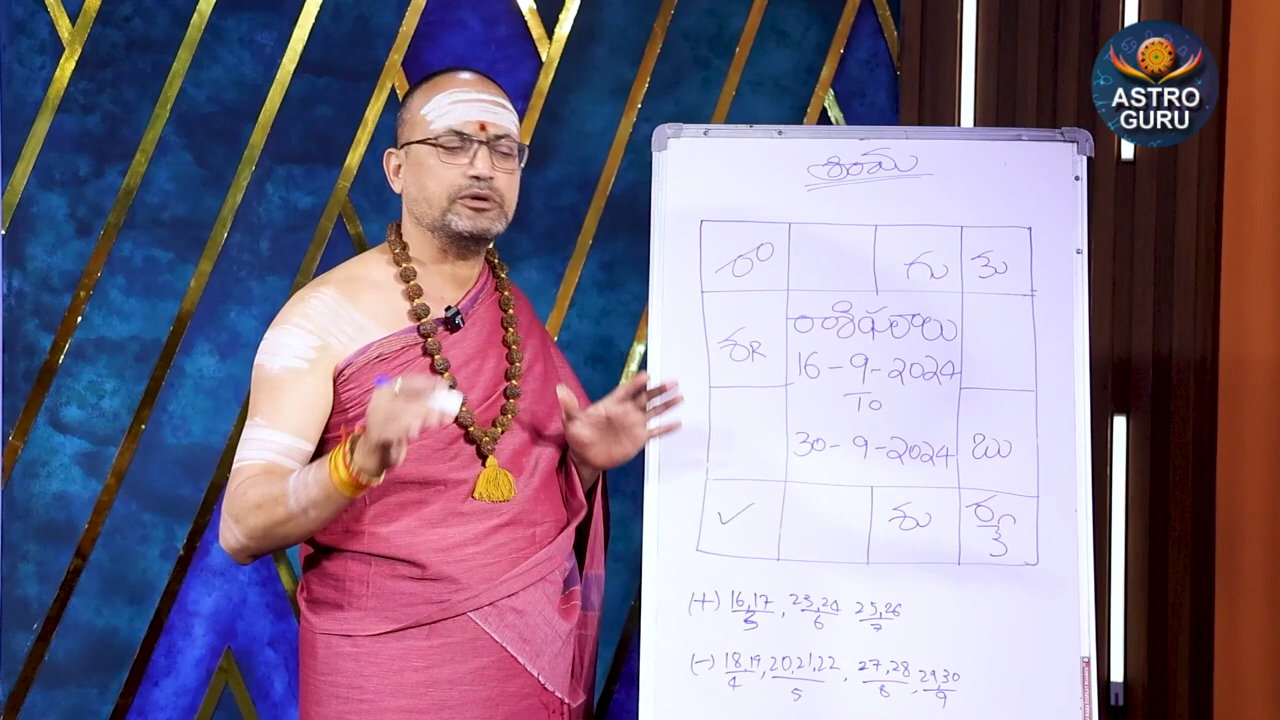 ASTRO
GURU
శ్రీరామ
రా గు కు
రాశిఫలాలు
శR 16-9-2024
To
30-9-2024 బు
✓ శు ర కే
(+) 16,17 3, 23,24 6 25,26 7
(-) 18,19 4, 20,21,22 5, 27,28 8, 29,30 9